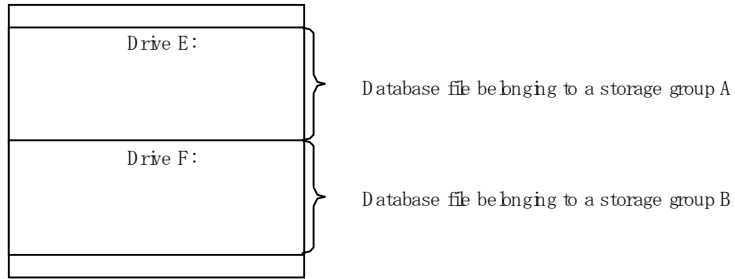 Drive E:
Database file belonging to a storage group A
Drive F:
Database file belonging to a storage group B